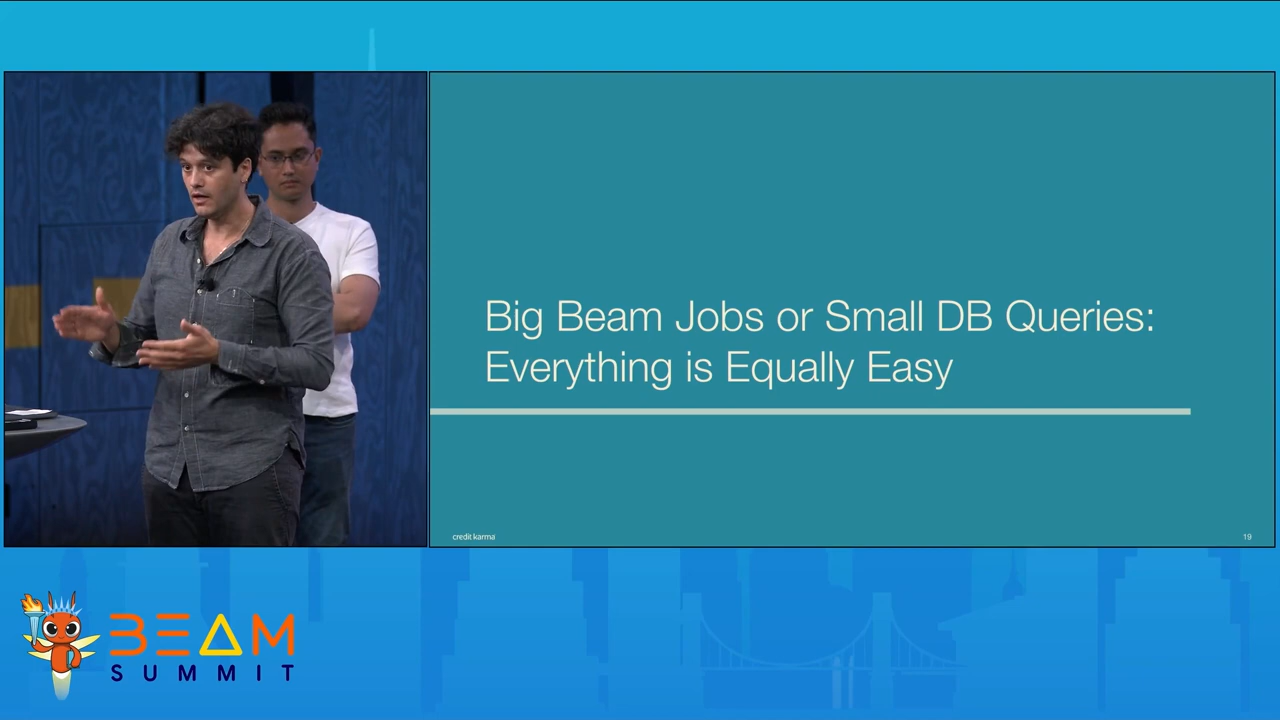 Big Beam Jobs or Small DB Queries:
Everything is Equally Easy
credit karma
19
BEAM
SUMMIT